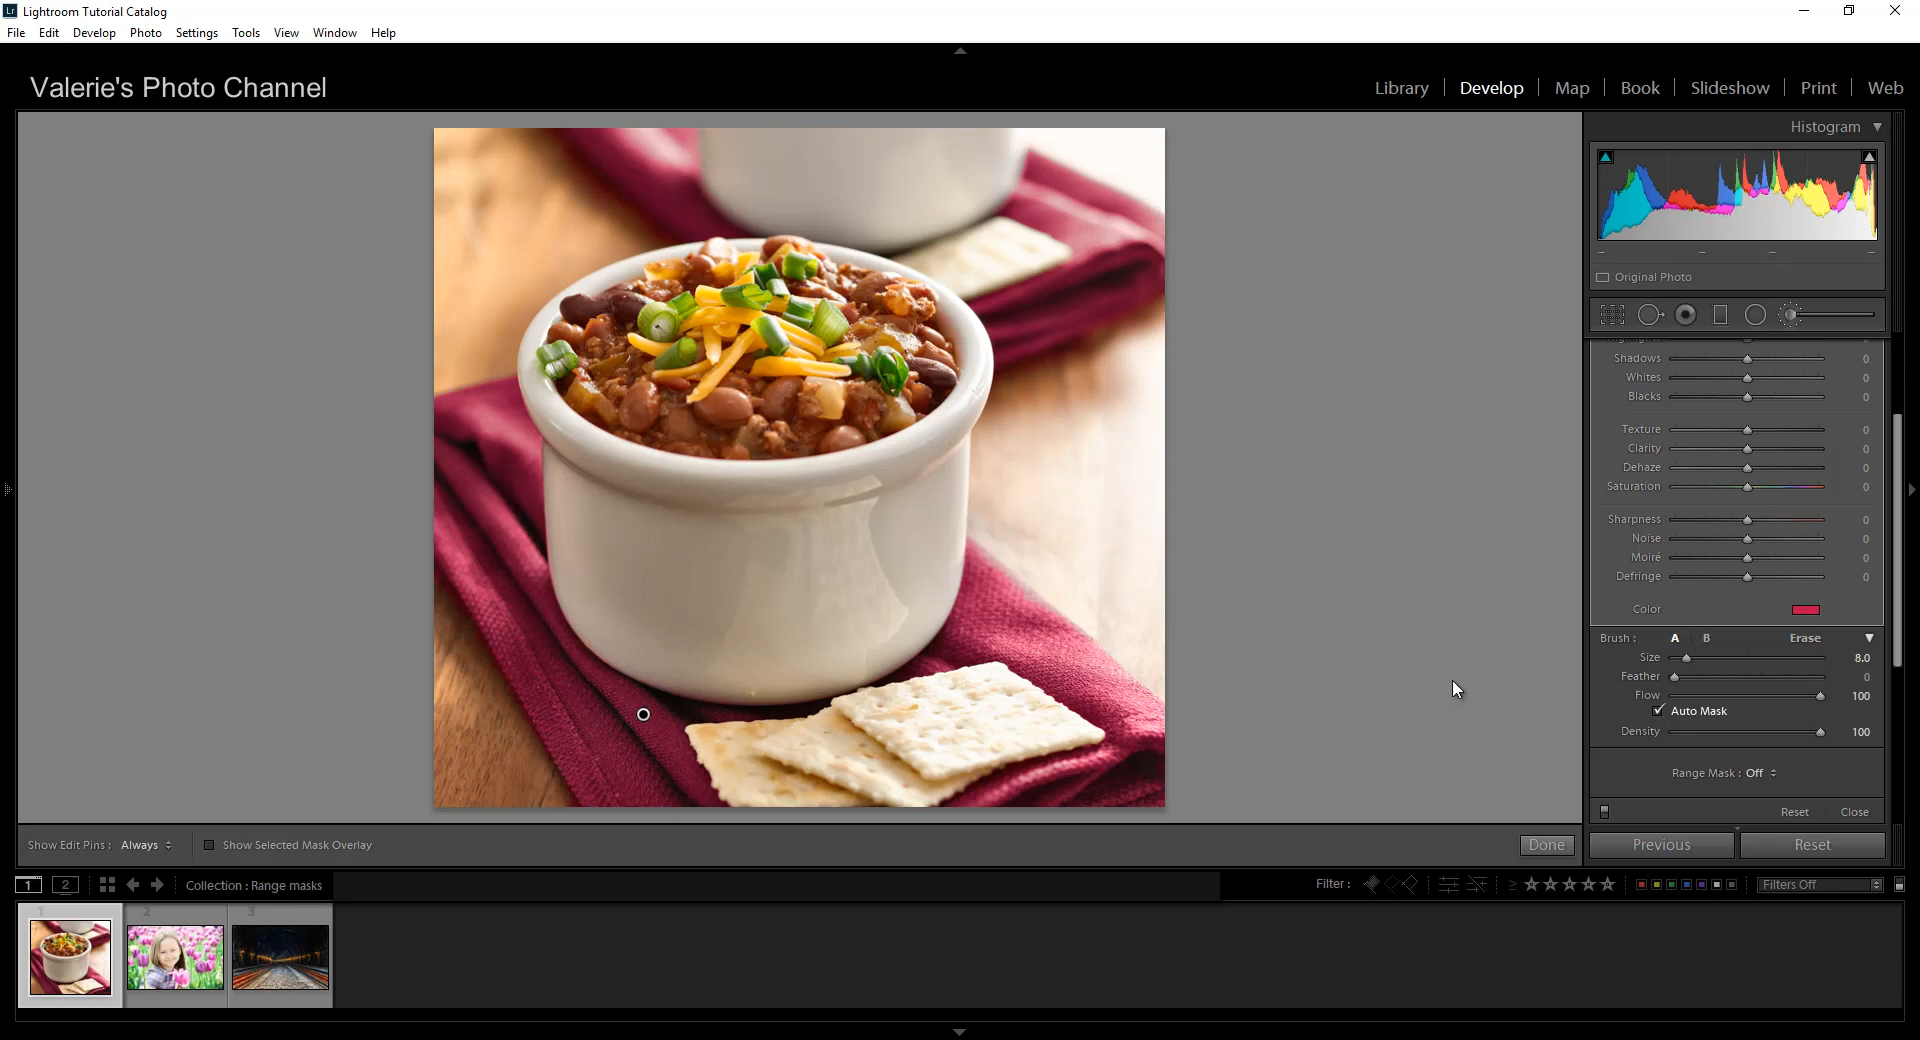 Lr Lightroom Tutorial Catalog
File Edit Develop Photo Settings Tools View Window Help
Valerie's Photo Channel
Library Develop Map Book Slideshow Print Web
Histogram
Original Photo
Shadows 0
Whites 0
Blacks 0
Texture 0
Clarity 0
Dehaze 0
Saturation 0
Sharpness 0
Noise 0
Moiré 0
Defringe 0
Color
Brush : A B Erase
Size 8.0
Feather 0
Flow 100
Auto Mask
Density 100
Range Mask : Off
Reset Close
Show Edit Pins : Always Show Selected Mask Overlay Done
Previous Reset
1 2 Collection : Range masks Filter : ≥ Filters Off
1 2 3